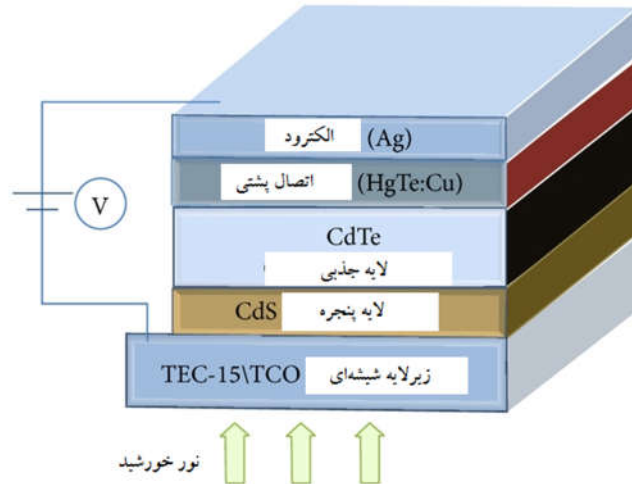 الکترود (Ag)
اتصال پشتی (HgTe:Cu)
V
CdTe
لایه جذبی
CdS لایه پنجره
TEC-15\TCO زیرلایه شیشه‌ای
نور خورشید